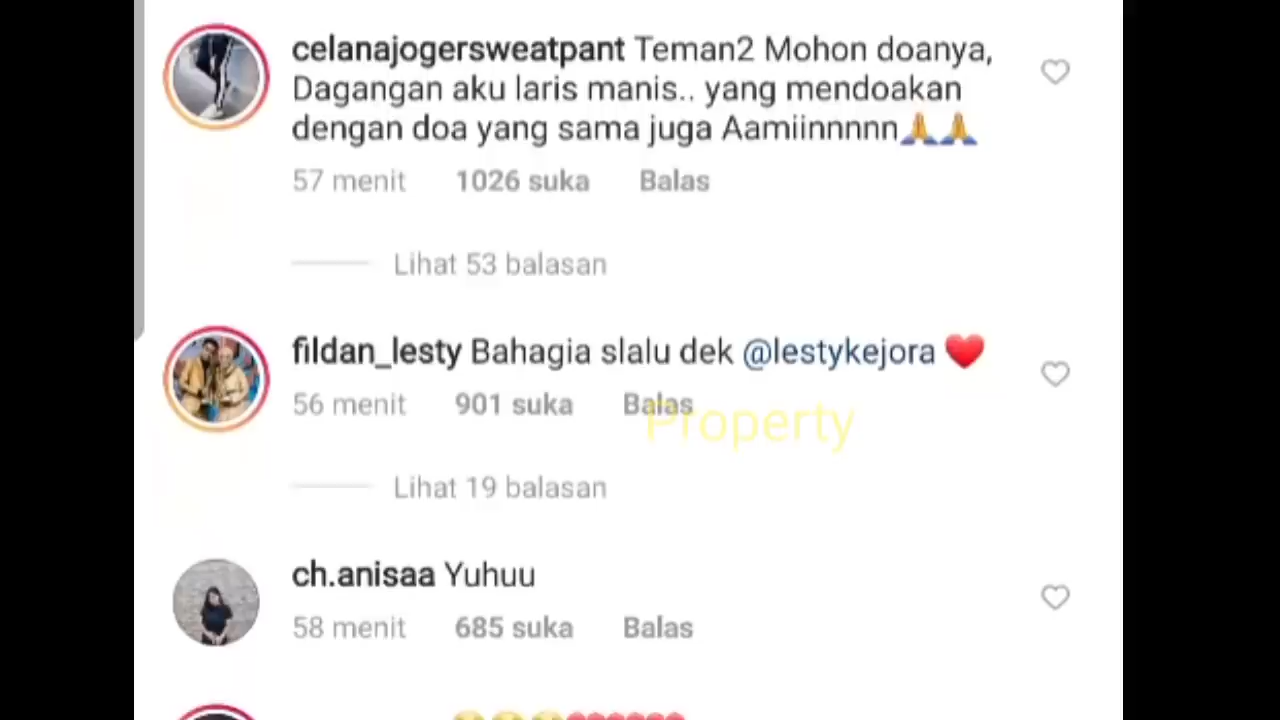 celanajogersweatpant Teman2 Mohon doanya,
Dagangan aku laris manis.. yang mendoakan
dengan doa yang sama juga Aamiinnnnn🙏🙏
57 menit 1026 suka Balas
Lihat 53 balasan
fildan_lesty Bahagia slalu dek @lestykejora ❤️
56 menit 901 suka Balas
Property
Lihat 19 balasan
ch.anisaa Yuhuu
58 menit 685 suka Balas